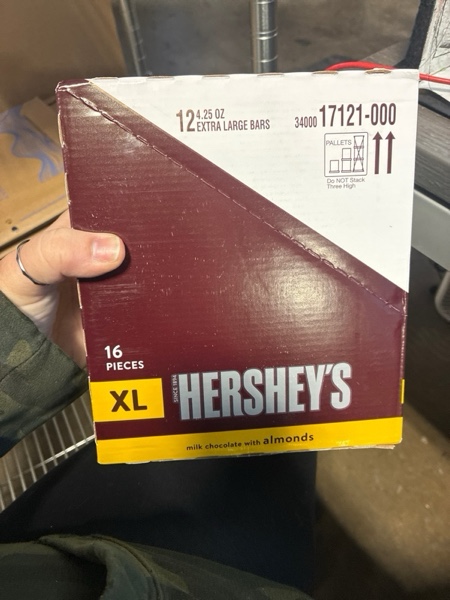 12 4.25 OZ
EXTRA LARGE BARS
34000 17121-000
PALLETS
Do NOT Stack
Three High
16
PIECES
XL
SINCE 1894
HERSHEY'S
milk chocolate with almonds